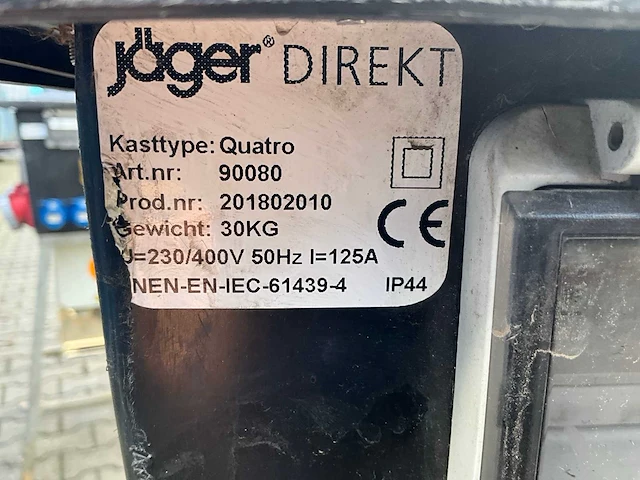 jäger® DIREKT
Kasttype: Quatro
Art.nr: 90080
Prod.nr: 201802010
Gewicht: 30KG
U=230/400V 50Hz I=125A
NEN-EN-IEC-61439-4 IP44
CE